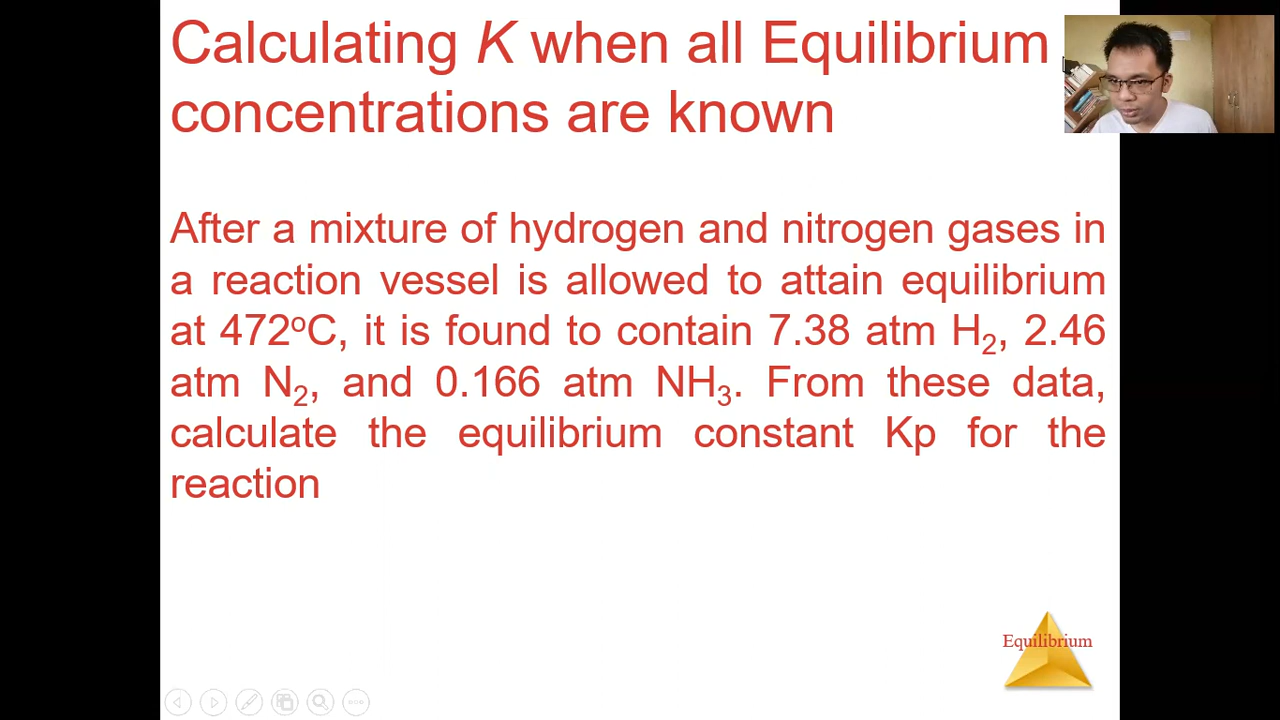 Calculating K when all Equilibrium
concentrations are known
After a mixture of hydrogen and nitrogen gases in
a reaction vessel is allowed to attain equilibrium
at 472ºC, it is found to contain 7.38 atm H₂, 2.46
atm N₂, and 0.166 atm NH₃. From these data,
calculate the equilibrium constant Kp for the
reaction
Equilibrium